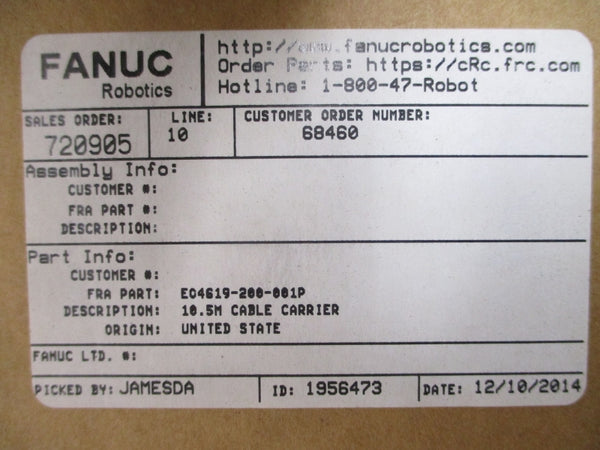 FANUC
Robotics
http://www.fanucrobotics.com
Order Parts: https://cRc.frc.com
Hotline: 1-800-47-Robot
SALES ORDER:
720905
LINE:
10
CUSTOMER ORDER NUMBER:
68460
Assembly Info:
CUSTOMER #:
FRA PART #:
DESCRIPTION:
Part Info:
CUSTOMER #:
FRA PART: EO4619-200-001P
DESCRIPTION: 10.5M CABLE CARRIER
ORIGIN: UNITED STATE
FANUC LTD. #:
PICKED BY: JAMESDA
ID: 1956473
DATE: 12/10/2014